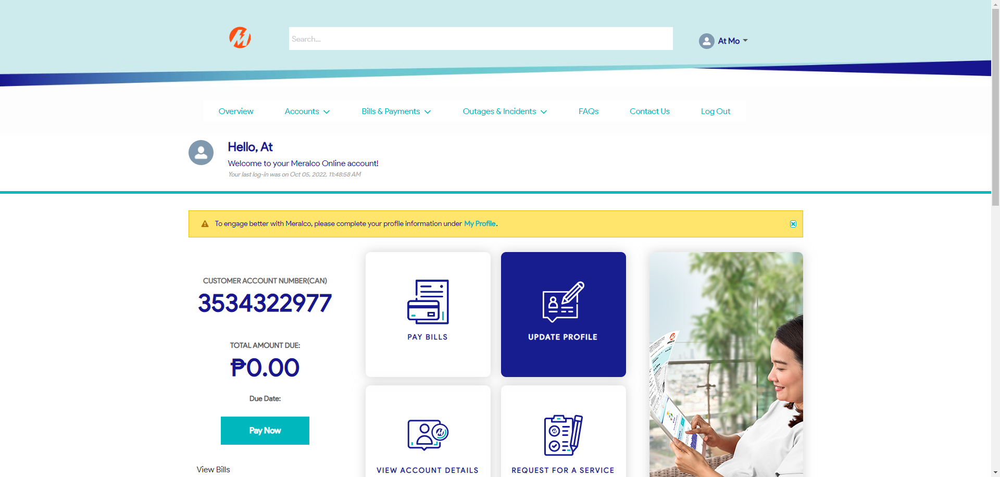 Search...
At Mo
Overview
Accounts
Bills & Payments
Outages & Incidents
FAQs
Contact Us
Log Out
Hello, At
Welcome to your Meralco Online account!
Your last log-in was on Oct 05, 2022, 11:48:58 AM
To engage better with Meralco, please complete your profile information under My Profile.
CUSTOMER ACCOUNT NUMBER(CAN)
3534322977
TOTAL AMOUNT DUE:
₱0.00
Due Date:
Pay Now
View Bills
PAY BILLS
UPDATE PROFILE
VIEW ACCOUNT DETAILS
REQUEST FOR A SERVICE